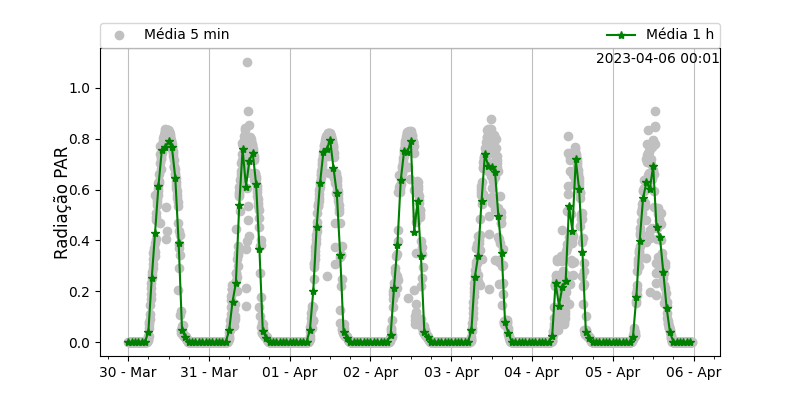 Média 5 min
Média 1 h
2023-04-06 00:01
Radiação PAR
1.0
0.8
0.6
0.4
0.2
0.0
30 - Mar
31 - Mar
01 - Apr
02 - Apr
03 - Apr
04 - Apr
05 - Apr
06 - Apr